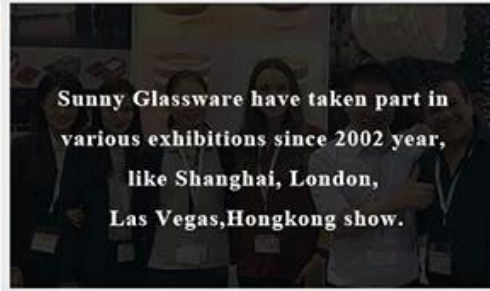 Sunny Glassware have taken part in
various exhibitions since 2002 year,
like Shanghai, London,
Las Vegas,Hongkong show.